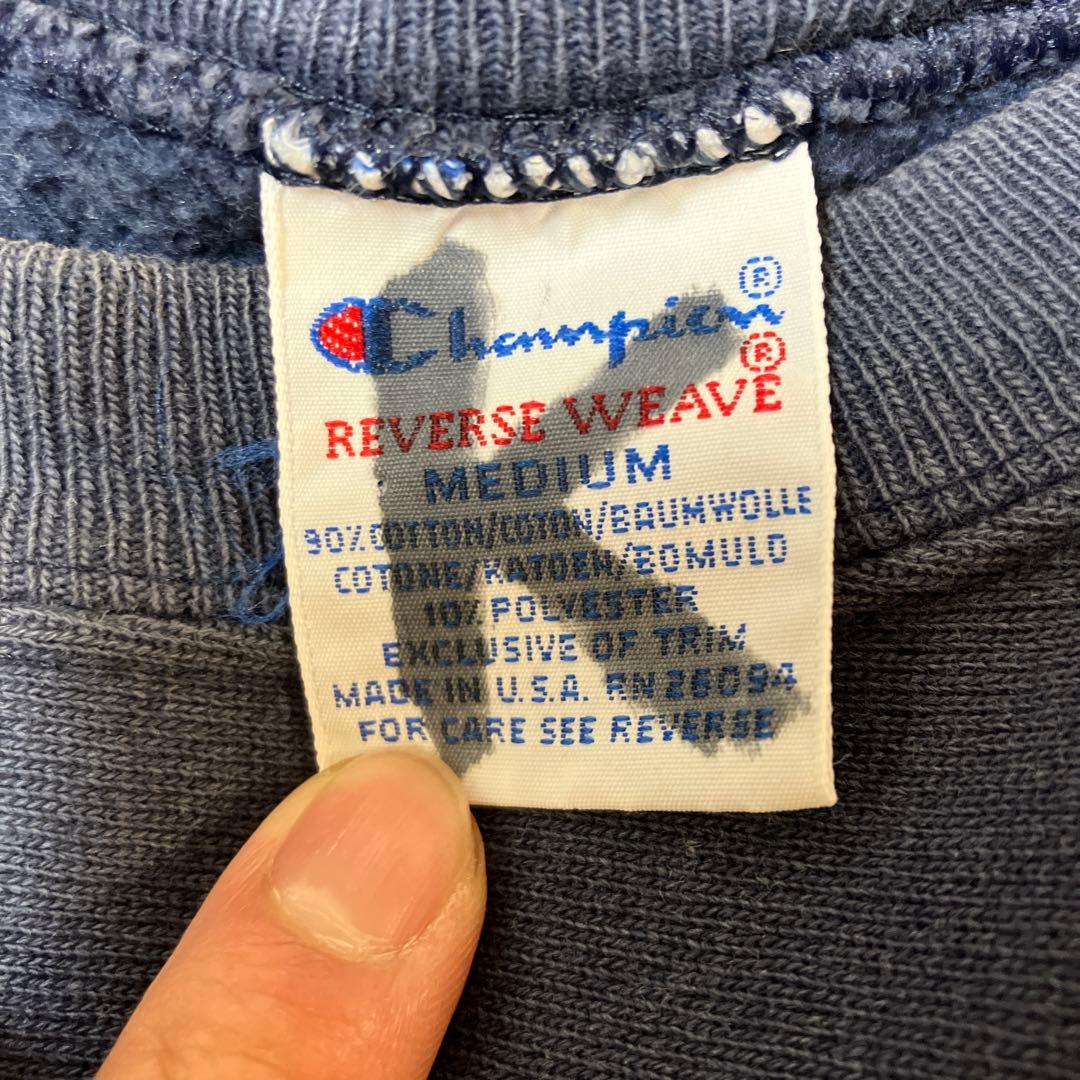 Champion®
REVERSE WEAVE®
MEDIUM
90% COTTON/COTON/BAUMWOLLE
COTONE/KATOEN/BOMULD
10% POLYESTER
EXCLUSIVE OF TRIM
MADE IN U.S.A. RN 26094
FOR CARE SEE REVERSE
K